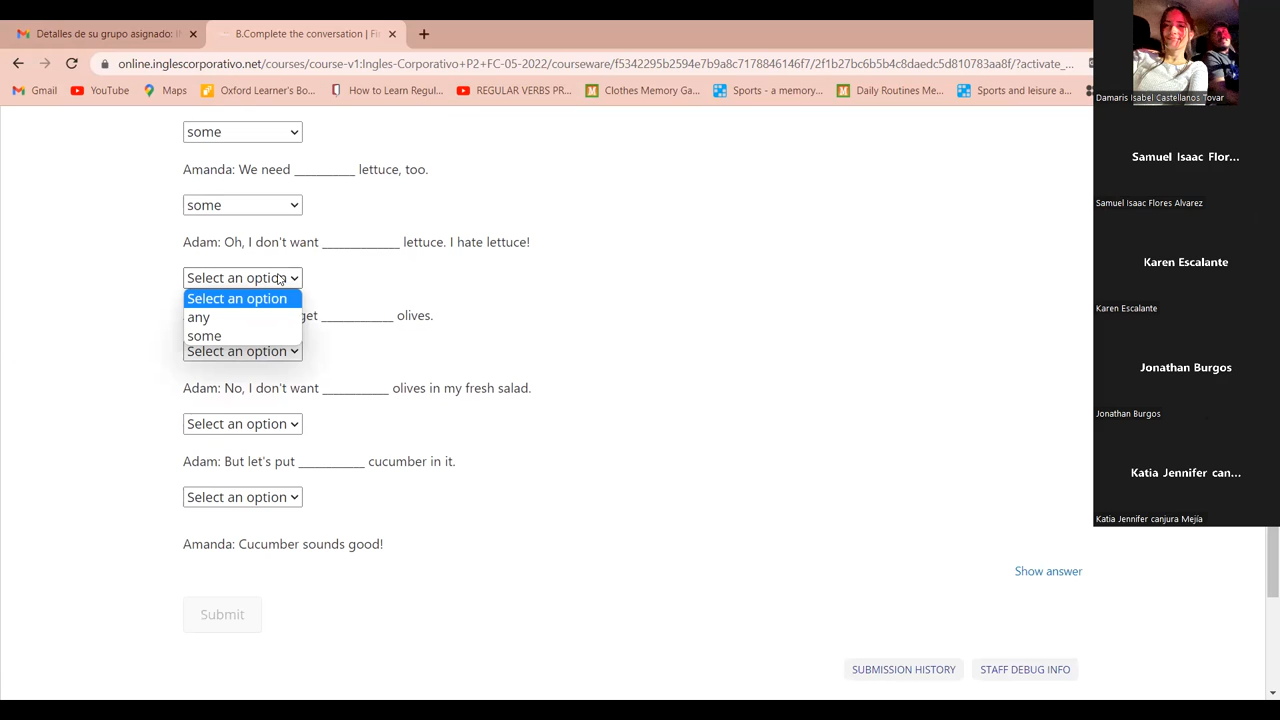 Detalles de su grupo asignado: I
B.Complete the conversation | Fu
online.inglescorporativo.net/courses/course-v1:Ingles-Corporativo+P2+FC-05-2022/courseware/f5342295b2594e7b9a8c7178846146f7/2f1b27bc6b5b4c8daedc5d810783aa8f/?activate_...
Gmail
YouTube
Maps
Oxford Learner's Bo...
How to Learn Regul...
REGULAR VERBS PR...
Clothes Memory Ga...
Sports - a memory...
Daily Routines Me...
Sports and leisure a...
some
Amanda: We need __________ lettuce, too.
some
Adam: Oh, I don't want _____________ lettuce. I hate lettuce!
Select an option
Select an option
any
some
get ____________ olives.
Select an option
Adam: No, I don't want ___________ olives in my fresh salad.
Select an option
Adam: But let's put ___________ cucumber in it.
Select an option
Amanda: Cucumber sounds good!
Show answer
Submit
SUBMISSION HISTORY
STAFF DEBUG INFO
Damaris Isabel Castellanos Tovar
Samuel Isaac Flor...
Samuel Isaac Flores Alvarez
Karen Escalante
Karen Escalante
Jonathan Burgos
Jonathan Burgos
Katia Jennifer can...
Katia Jennifer canjura Mejía